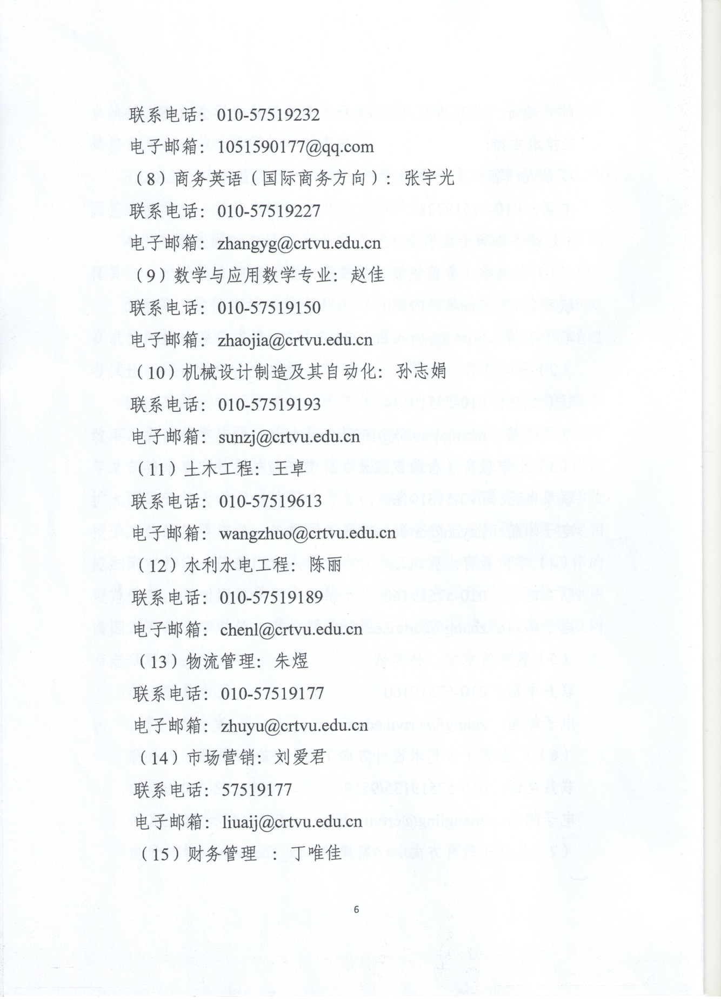 联系电话：010-57519232
电子邮箱：1051590177@qq.com
（8）商务英语（国际商务方向）：张宇光
联系电话：010-57519227
电子邮箱：zhangyg@crtvu.edu.cn
（9）数学与应用数学专业：赵佳
联系电话：010-57519150
电子邮箱：zhaojia@crtvu.edu.cn
（10）机械设计制造及其自动化：孙志娟
联系电话：010-57519193
电子邮箱：sunzj@crtvu.edu.cn
（11）土木工程：王卓
联系电话：010-57519613
电子邮箱：wangzhuo@crtvu.edu.cn
（12）水利水电工程：陈丽
联系电话：010-57519189
电子邮箱：chenl@crtvu.edu.cn
（13）物流管理：朱煜
联系电话：010-57519177
电子邮箱：zhuyu@crtvu.edu.cn
（14）市场营销：刘爱君
联系电话：57519177
电子邮箱：liuaij@crtvu.edu.cn
（15）财务管理 ：丁唯佳
6